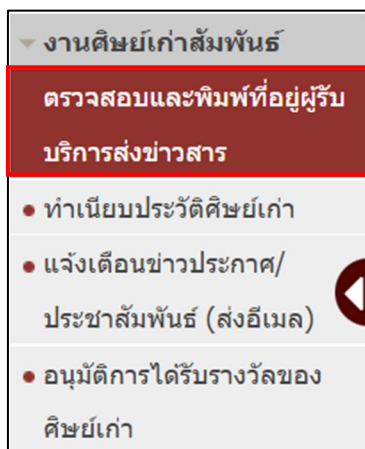 งานศิษย์เก่าสัมพันธ์
ตรวจสอบและพิมพ์ที่อยู่ผู้รับ
บริการส่งข่าวสาร
ทำเนียบประวัติศิษย์เก่า
แจ้งเตือนข่าวประกาศ/
ประชาสัมพันธ์ (ส่งอีเมล)
อนุมัติการได้รับรางวัลของ
ศิษย์เก่า